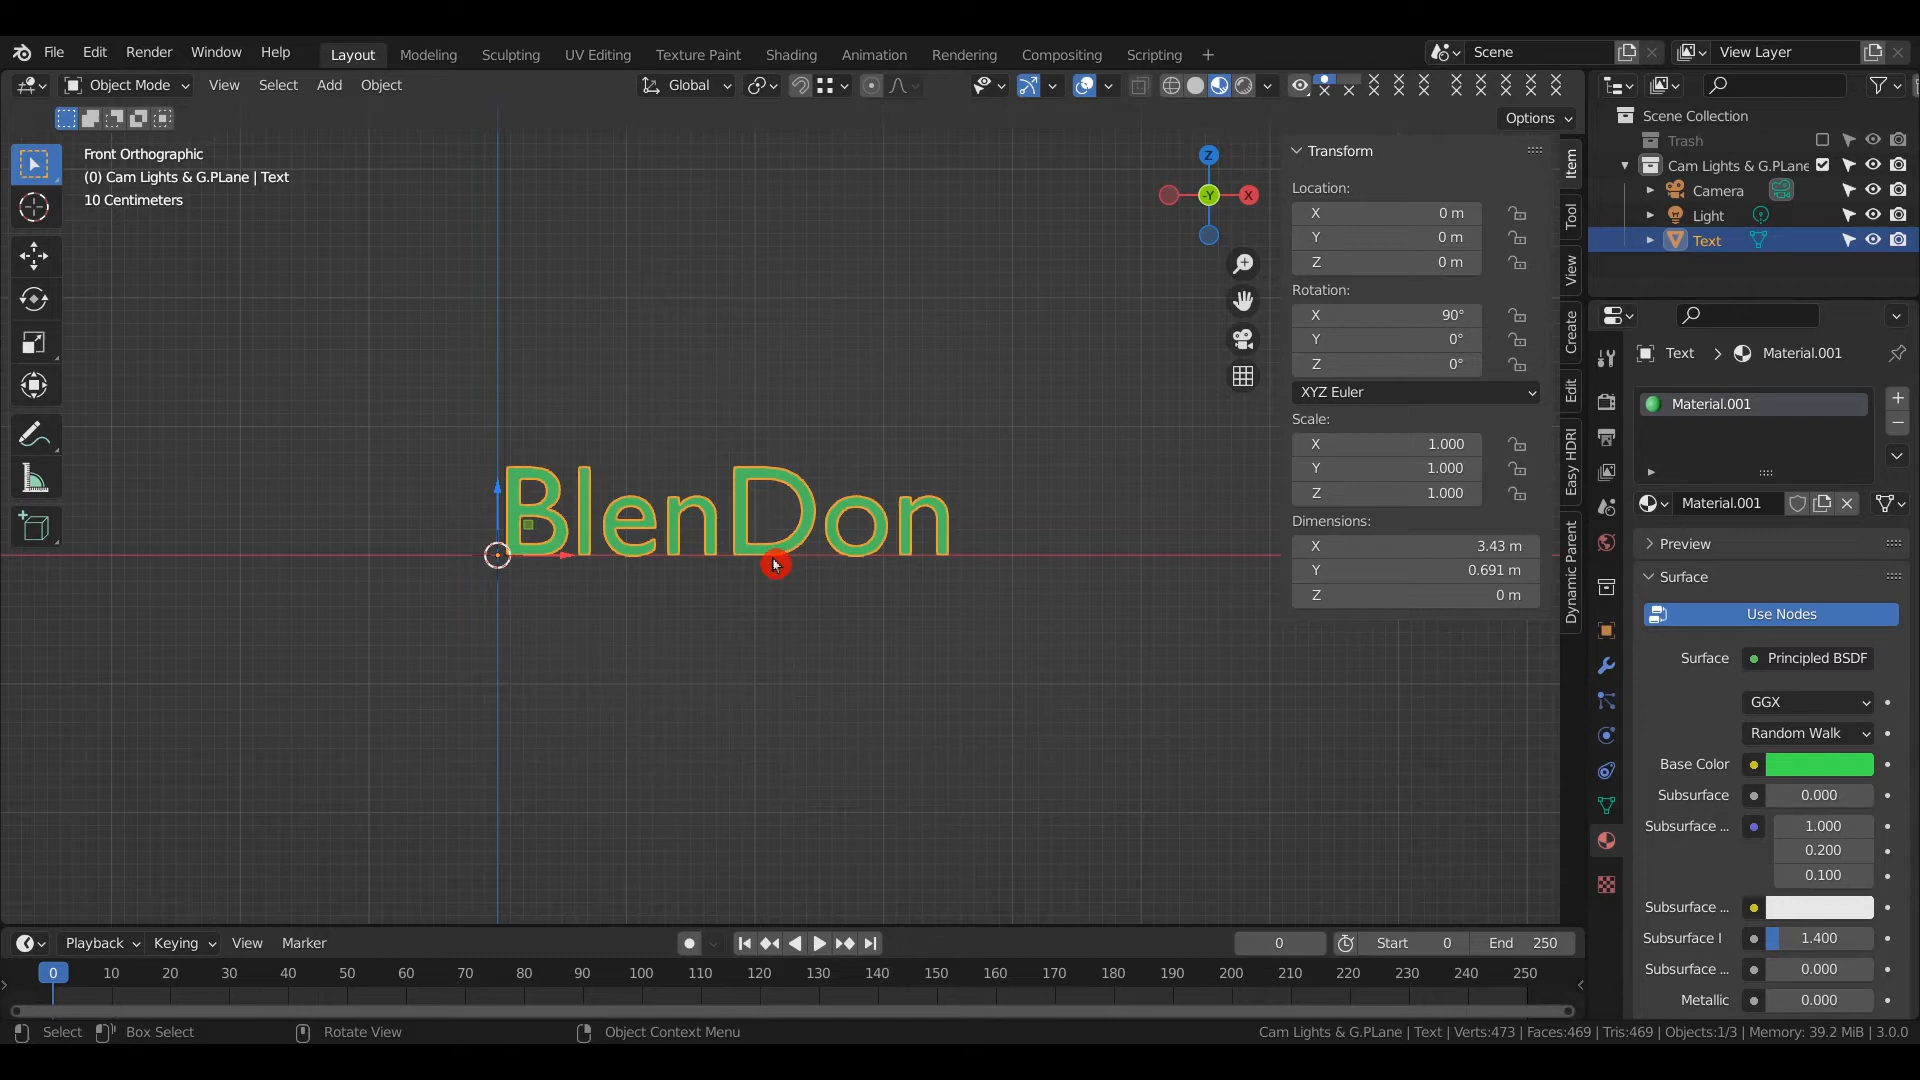 File Edit Render Window Help Layout Modeling Sculpting UV Editing Texture Paint Shading Animation Rendering Compositing Scripting + Scene View Layer
Object Mode View Select Add Object Global
Options
Front Orthographic
(0) Cam Lights & G.PLane | Text
10 Centimeters
Z
-Y
X
BlenDon
Transform
Location:
X 0 m
Y 0 m
Z 0 m
Rotation:
X 90°
Y 0°
Z 0°
XYZ Euler
Scale:
X 1.000
Y 1.000
Z 1.000
Dimensions:
X 3.43 m
Y 0.691 m
Z 0 m
Item
Tool
View
Create
Edit
Easy HDRI
Dynamic Parent
Scene Collection
Trash
Cam Lights & G.PLane
Camera
Light
Text
Text > Material.001
Material.001
Material.001
Preview
Surface
Use Nodes
Surface Principled BSDF
GGX
Random Walk
Base Color
Subsurface 0.000
Subsurface ... 1.000
0.200
0.100
Subsurface ...
Subsurface I 1.400
Subsurface ... 0.000
Metallic 0.000
Playback Keying View Marker 0 Start 0 End 250
0 10 20 30 40 50 60 70 80 90 100 110 120 130 140 150 160 170 180 190 200 210 220 230 240 250
Select Box Select Rotate View Object Context Menu Cam Lights & G.PLane | Text | Verts:473 | Faces:469 | Tris:469 | Objects:1/3 | Memory: 39.2 MiB | 3.0.0